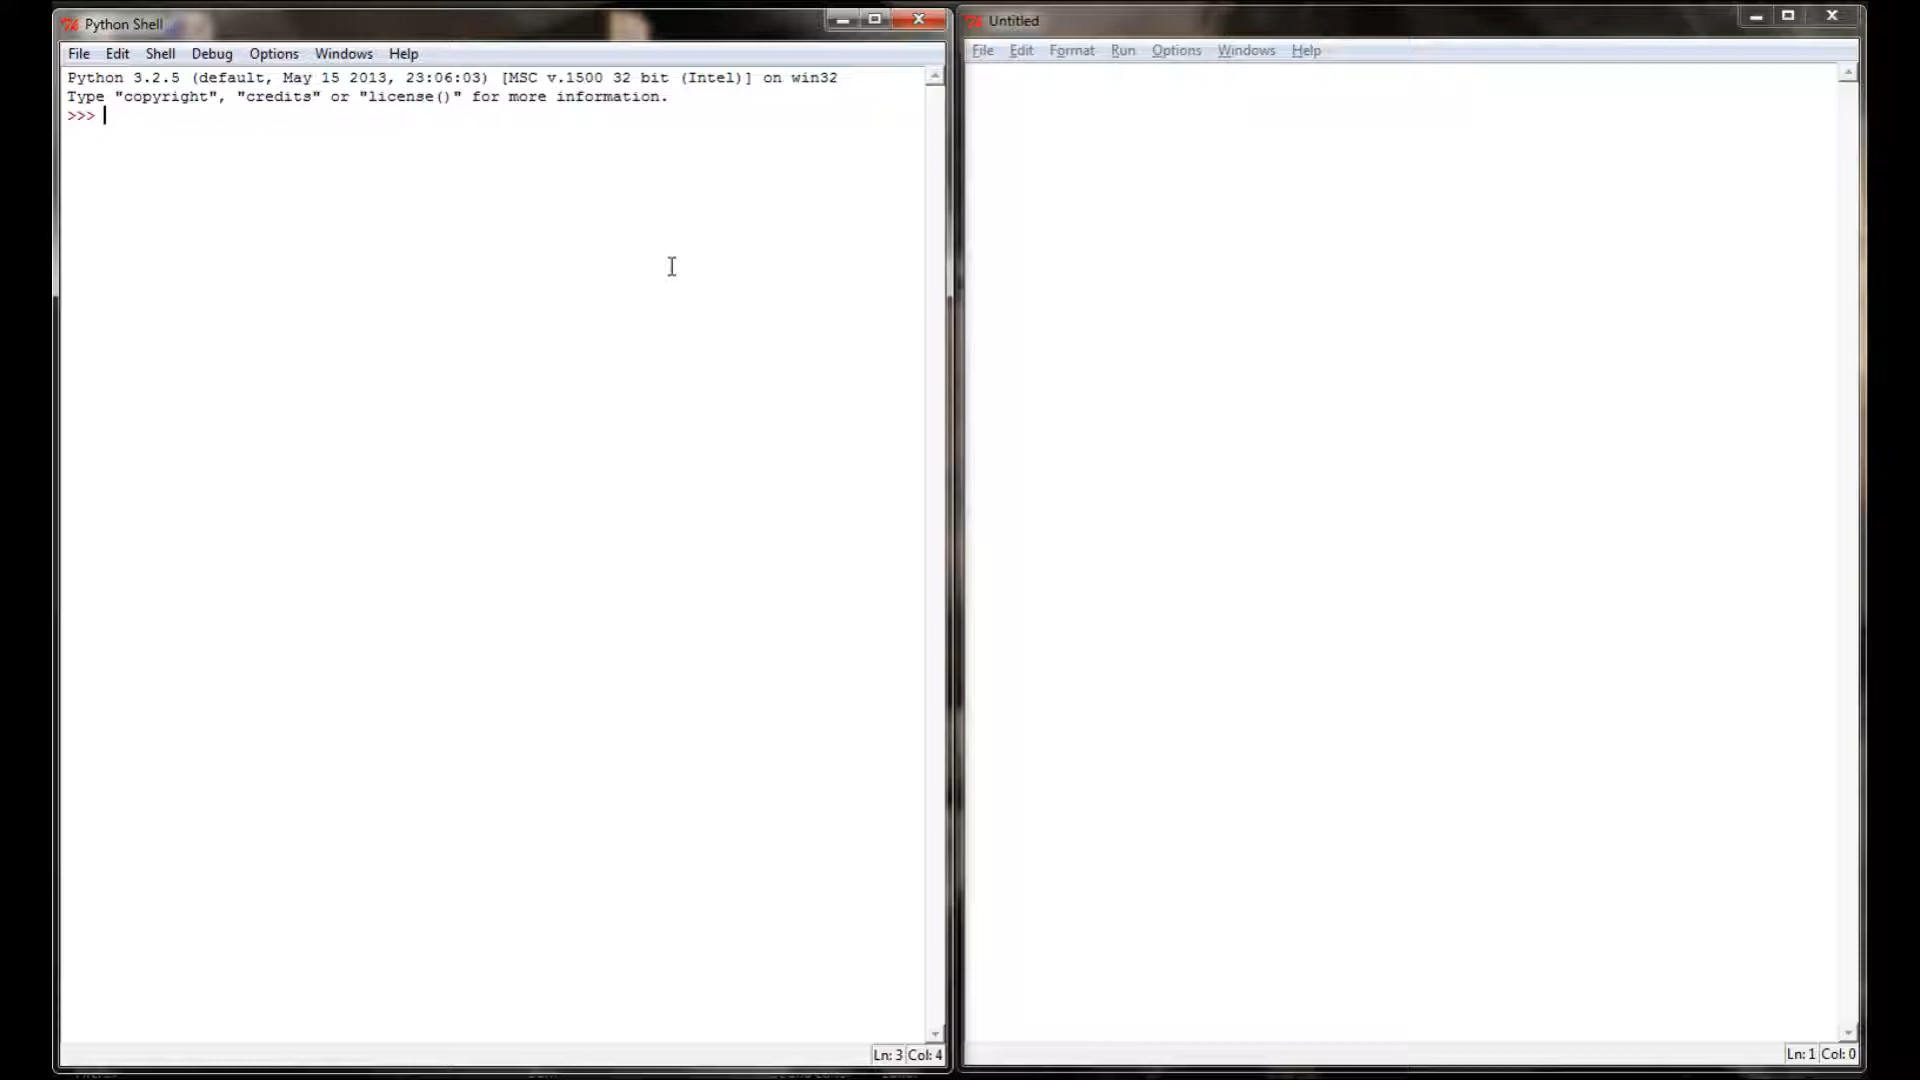 Python Shell
File Edit Shell Debug Options Windows Help
Python 3.2.5 (default, May 15 2013, 23:06:03) [MSC v.1500 32 bit (Intel)] on win32
Type "copyright", "credits" or "license()" for more information.
>>>
Ln: 3 Col: 4
Untitled
File Edit Format Run Options Windows Help
Ln: 1 Col: 0